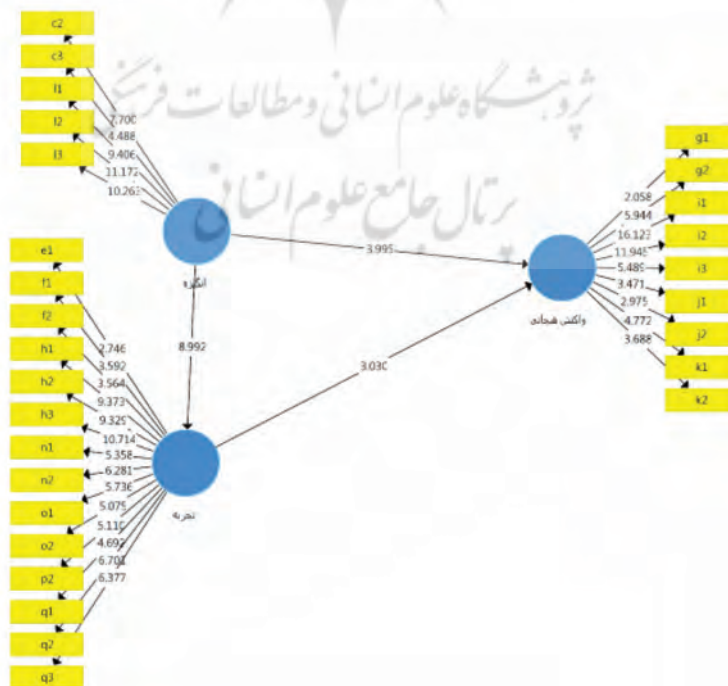 پژوهشگاه علوم انسانی و مطالعات فرهنگی
پرتال جامع علوم انسانی
c2
c3
l1
l2
l3
7.700
4.488
9.406
11.172
10.263
انگیزه
3.995
8.992
3.030
g1
g2
i1
i2
i3
j1
j2
k1
k2
2.058
5.944
16.123
11.948
5.489
3.471
2.975
4.772
3.688
واکنش هیجانی
e1
f1
f2
h1
h2
h3
n1
n2
o1
o2
p2
q1
q2
q3
2.746
3.592
3.564
9.373
9.329
10.714
5.358
6.281
5.736
5.075
5.110
4.692
6.701
6.377
تجربه